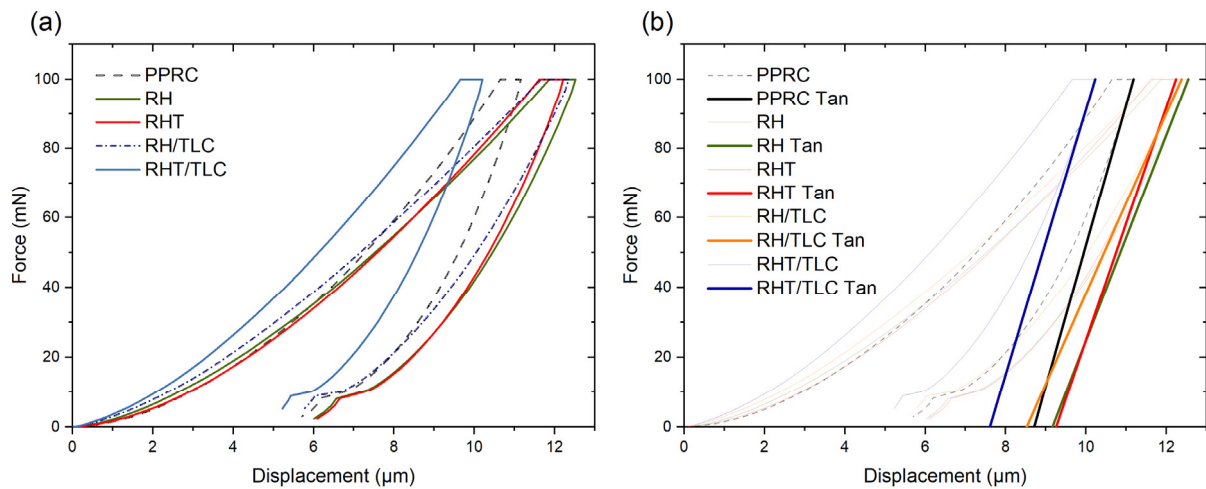 (a)
100
80
60
40
20
0
Force (mN)
PPRC
RH
RHT
RH/TLC
RHT/TLC
0 2 4 6 8 10 12
Displacement (µm)
(b)
100
80
60
40
20
0
Force (mN)
PPRC
PPRC Tan
RH
RH Tan
RHT
RHT Tan
RH/TLC
RH/TLC Tan
RHT/TLC
RHT/TLC Tan
0 2 4 6 8 10 12
Displacement (µm)